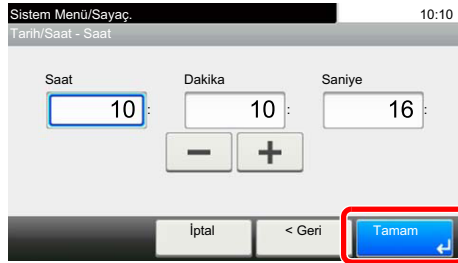 Sistem Menü/Sayaç.
10:10
Tarih/Saat - Saat
Saat Dakika Saniye
10 : 10 : 16 :
− +
İptal < Geri Tamam